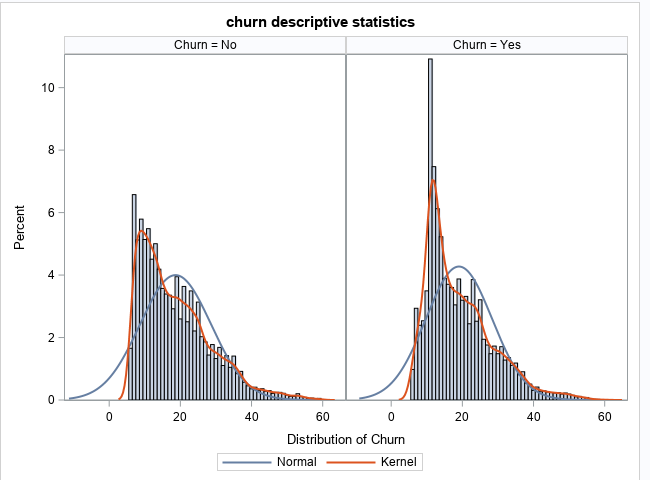 churn descriptive statistics
Churn = No
Churn = Yes
10
8
6
4
2
0
Percent
0 20 40 60
0 20 40 60
Distribution of Churn
Normal Kernel